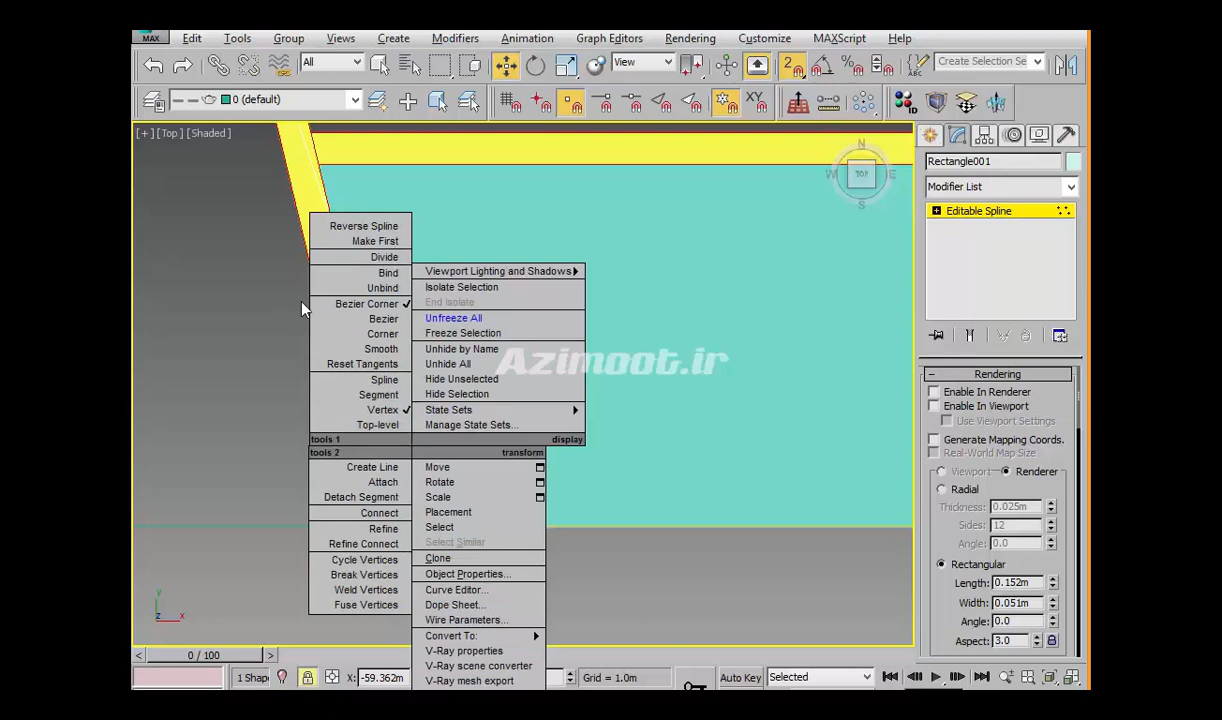 MAX Edit Tools Group Views Create Modifiers Animation Graph Editors Rendering MAXScript Help
All View 2 ABC Create Selection Se
0 (default) XY ID
[+] [Top] [Shaded]
N
W TOP E
S
Rectangle001
Modifier List
Editable Spline
Reverse Spline
Make First
Divide
Bind
Unbind
Bezier Corner
Bezier
Corner
Smooth
Reset Tangents
Spline
Segment
Vertex
Top-level
tools 1
Viewport Lighting and Shadows
Isolate Selection
End Isolate
Unfreeze All
Freeze Selection
Unhide by Name
Unhide All
Hide Unselected
Hide Selection
State Sets
Manage State Sets...
display
Azimoot.ir
tools 2
Create Line
Attach
Detach Segment
Connect
Refine
Refine Connect
Cycle Vertices
Break Vertices
Weld Vertices
Fuse Vertices
transform
Move
Rotate
Scale
Placement
Select
Select Similar
Clone
Object Properties...
Curve Editor...
Dope Sheet...
Wire Parameters...
Convert To:
V-Ray properties
V-Ray scene converter
V-Ray mesh export
Rendering
Enable In Renderer
Enable In Viewport
Use Viewport Settings
Generate Mapping Coords.
Real-World Map Size
Viewport Renderer
Radial
Thickness: 0.025m
Sides: 12
Angle: 0.0
Rectangular
Length: 0.152m
Width: 0.051m
Angle: 0.0
Aspect: 3.0
y
z x
0 / 100
1 Shap X: -59.362m Grid = 1.0m Auto Key Selected